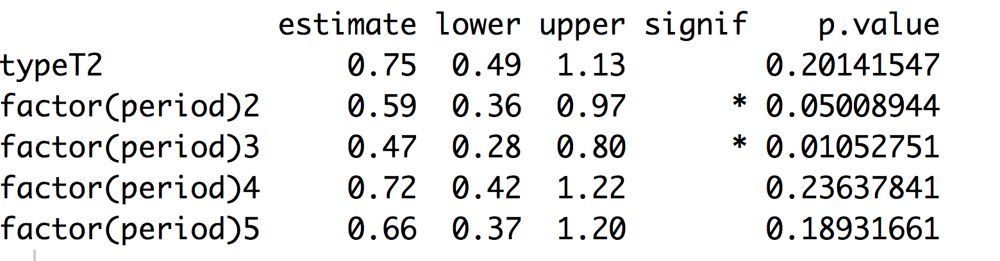 estimate lower upper signif p.value
typeT2 0.75 0.49 1.13 0.20141547
factor(period)2 0.59 0.36 0.97 * 0.05008944
factor(period)3 0.47 0.28 0.80 * 0.01052751
factor(period)4 0.72 0.42 1.22 0.23637841
factor(period)5 0.66 0.37 1.20 0.18931661